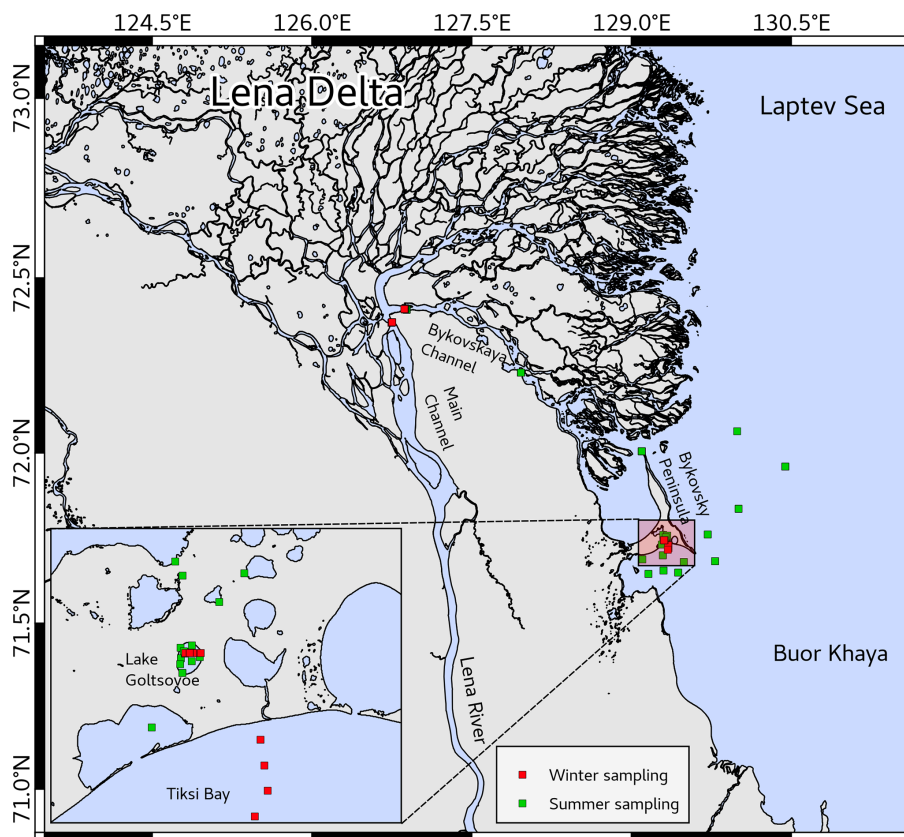 124.5°E 126.0°E 127.5°E 129.0°E 130.5°E
73.0°N
72.5°N
72.0°N
71.5°N
71.0°N
Lena Delta
Laptev Sea
Bykovskaya
Channel
Main
Channel
Bykovsky
Peninsula
Lake
Goltsovoe
Buor Khaya
Lena River
Tiksi Bay
Winter sampling
Summer sampling